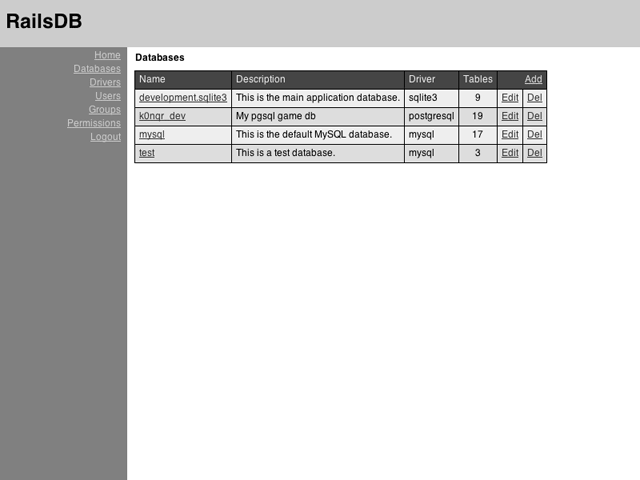 RailsDB
Home
Databases
Drivers
Users
Groups
Permissions
Logout
Databases
Name Description Driver Tables Add
development.sqlite3 This is the main application database. sqlite3 9 Edit Del
k0nqr_dev My pgsql game db postgresql 19 Edit Del
mysql This is the default MySQL database. mysql 17 Edit Del
test This is a test database. mysql 3 Edit Del